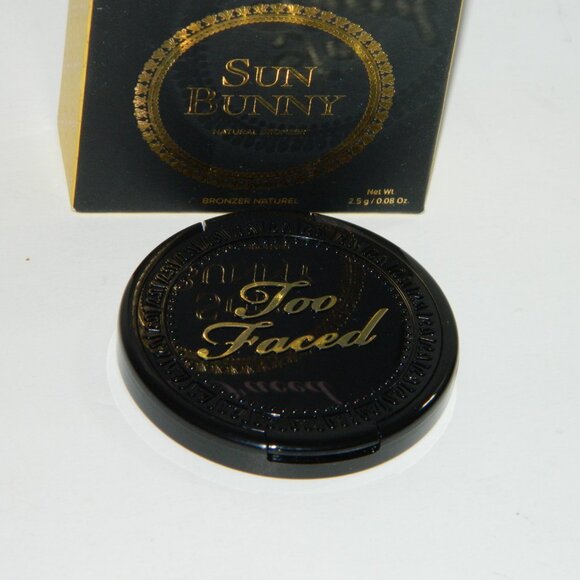 SUN
BUNNY
NATURAL BRONZER
BRONZER NATUREL
Net Wt.
2.5 g / 0.08 Oz.
Too
Faced